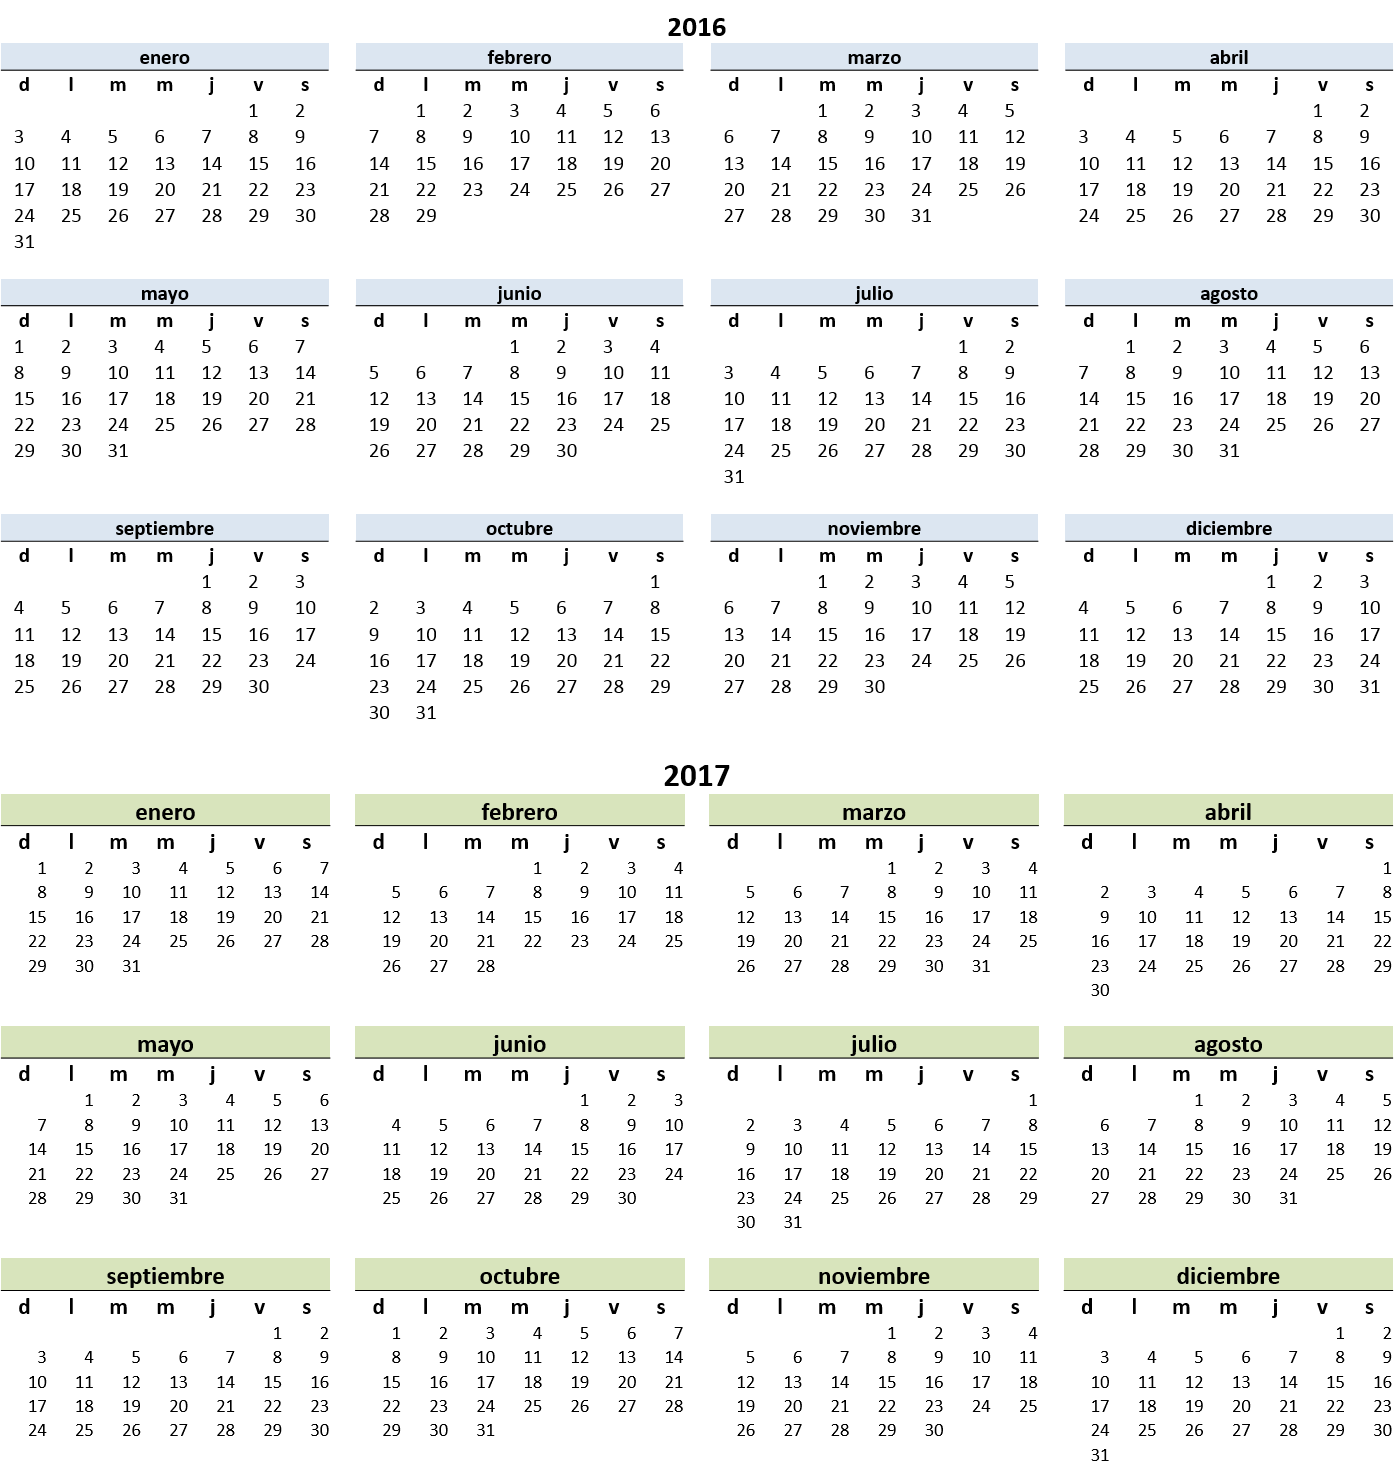 2016
enero febrero marzo abril
d l m m j v s d l m m j v s d l m m j v s d l m m j v s
1 2 1 2 3 4 5 6 1 2 3 4 5 1 2
3 4 5 6 7 8 9 7 8 9 10 11 12 13 6 7 8 9 10 11 12 3 4 5 6 7 8 9
10 11 12 13 14 15 16 14 15 16 17 18 19 20 13 14 15 16 17 18 19 10 11 12 13 14 15 16
17 18 19 20 21 22 23 21 22 23 24 25 26 27 20 21 22 23 24 25 26 17 18 19 20 21 22 23
24 25 26 27 28 29 30 28 29 27 28 29 30 31 24 25 26 27 28 29 30
31
mayo junio julio agosto
d l m m j v s d l m m j v s d l m m j v s d l m m j v s
1 2 3 4 5 6 7 1 2 3 4 1 2 1 2 3 4 5 6
8 9 10 11 12 13 14 5 6 7 8 9 10 11 3 4 5 6 7 8 9 7 8 9 10 11 12 13
15 16 17 18 19 20 21 12 13 14 15 16 17 18 10 11 12 13 14 15 16 14 15 16 17 18 19 20
22 23 24 25 26 27 28 19 20 21 22 23 24 25 17 18 19 20 21 22 23 21 22 23 24 25 26 27
29 30 31 26 27 28 29 30 24 25 26 27 28 29 30 28 29 30 31
31
septiembre octubre noviembre diciembre
d l m m j v s d l m m j v s d l m m j v s d l m m j v s
1 2 3 1 1 2 3 4 5 1 2 3
4 5 6 7 8 9 10 2 3 4 5 6 7 8 6 7 8 9 10 11 12 4 5 6 7 8 9 10
11 12 13 14 15 16 17 9 10 11 12 13 14 15 13 14 15 16 17 18 19 11 12 13 14 15 16 17
18 19 20 21 22 23 24 16 17 18 19 20 21 22 20 21 22 23 24 25 26 18 19 20 21 22 23 24
25 26 27 28 29 30 23 24 25 26 27 28 29 27 28 29 30 25 26 27 28 29 30 31
30 31
2017
enero febrero marzo abril
d l m m j v s d l m m j v s d l m m j v s d l m m j v s
1 2 3 4 5 6 7 1 2 3 4 1 2 3 4 1
8 9 10 11 12 13 14 5 6 7 8 9 10 11 5 6 7 8 9 10 11 2 3 4 5 6 7 8
15 16 17 18 19 20 21 12 13 14 15 16 17 18 12 13 14 15 16 17 18 9 10 11 12 13 14 15
22 23 24 25 26 27 28 19 20 21 22 23 24 25 19 20 21 22 23 24 25 16 17 18 19 20 21 22
29 30 31 26 27 28 26 27 28 29 30 31 23 24 25 26 27 28 29
30
mayo junio julio agosto
d l m m j v s d l m m j v s d l m m j v s d l m m j v s
1 2 3 4 5 6 1 2 3 1 1 2 3 4 5
7 8 9 10 11 12 13 4 5 6 7 8 9 10 2 3 4 5 6 7 8 6 7 8 9 10 11 12
14 15 16 17 18 19 20 11 12 13 14 15 16 17 9 10 11 12 13 14 15 13 14 15 16 17 18 19
21 22 23 24 25 26 27 18 19 20 21 22 23 24 16 17 18 19 20 21 22 20 21 22 23 24 25 26
28 29 30 31 25 26 27 28 29 30 23 24 25 26 27 28 29 27 28 29 30 31
30 31
septiembre octubre noviembre diciembre
d l m m j v s d l m m j v s d l m m j v s d l m m j v s
1 2 1 2 3 4 5 6 7 1 2 3 4 1 2
3 4 5 6 7 8 9 8 9 10 11 12 13 14 5 6 7 8 9 10 11 3 4 5 6 7 8 9
10 11 12 13 14 15 16 15 16 17 18 19 20 21 12 13 14 15 16 17 18 10 11 12 13 14 15 16
17 18 19 20 21 22 23 22 23 24 25 26 27 28 19 20 21 22 23 24 25 17 18 19 20 21 22 23
24 25 26 27 28 29 30 29 30 31 26 27 28 29 30 24 25 26 27 28 29 30
31